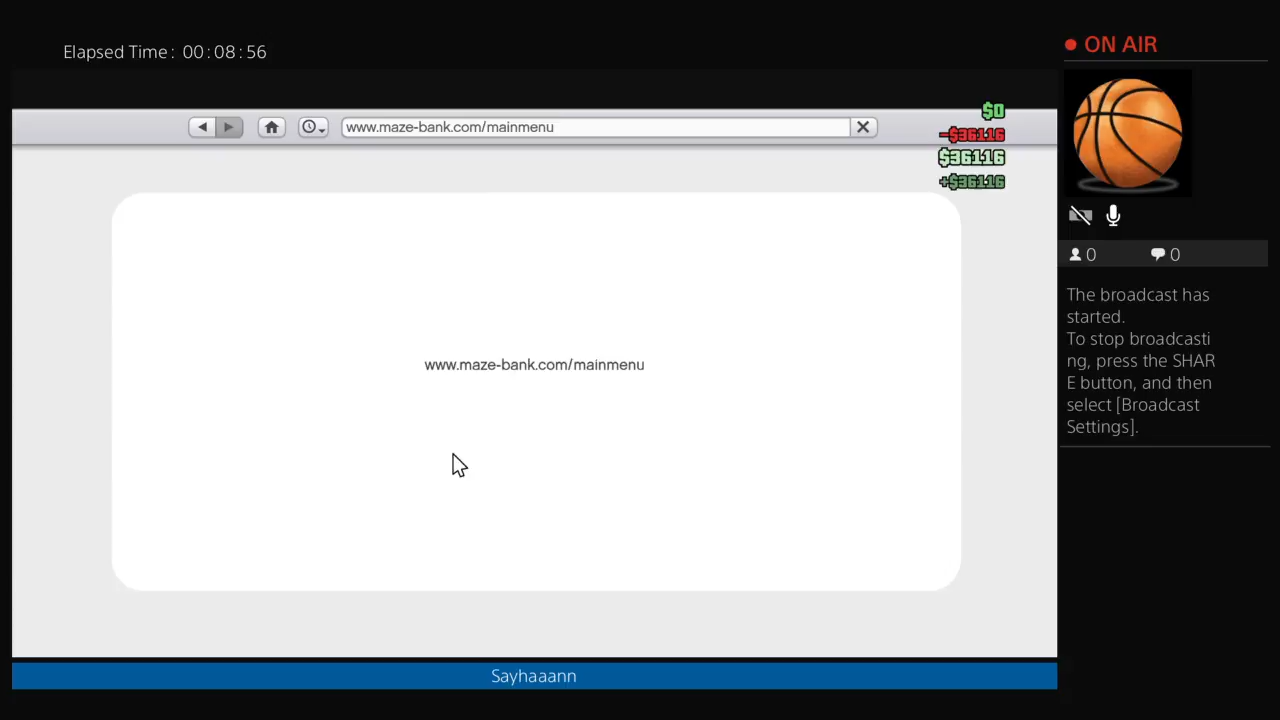 Elapsed Time: 00:08:56
ON AIR
www.maze-bank.com/mainmenu
$0
-$36116
$36116
+$36116
0
0
The broadcast has
started.
To stop broadcasti
ng, press the SHAR
E button, and then
select [Broadcast
Settings].
www.maze-bank.com/mainmenu
Sayhaaann